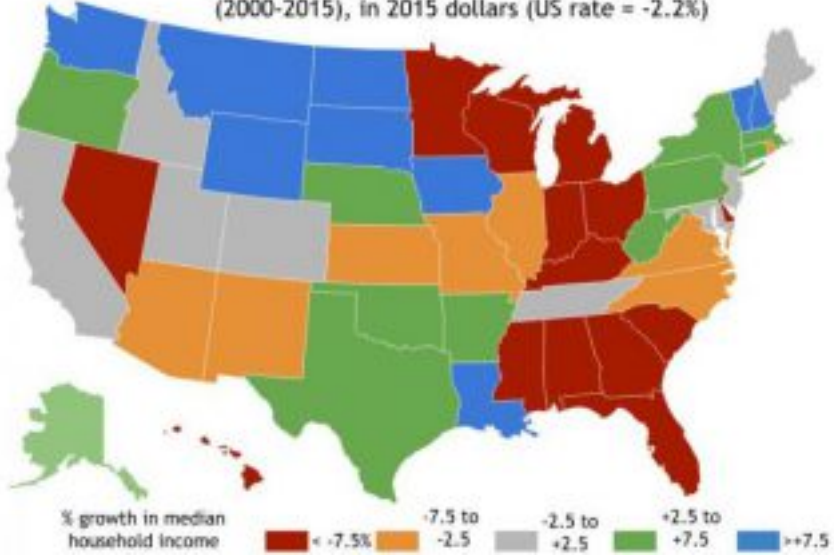 (2000-2015), in 2015 dollars (US rate = -2.2%)
% growth in median
household income
< -7.5%
-7.5 to
-2.5
-2.5 to
+2.5
+2.5 to
+7.5
>+7.5